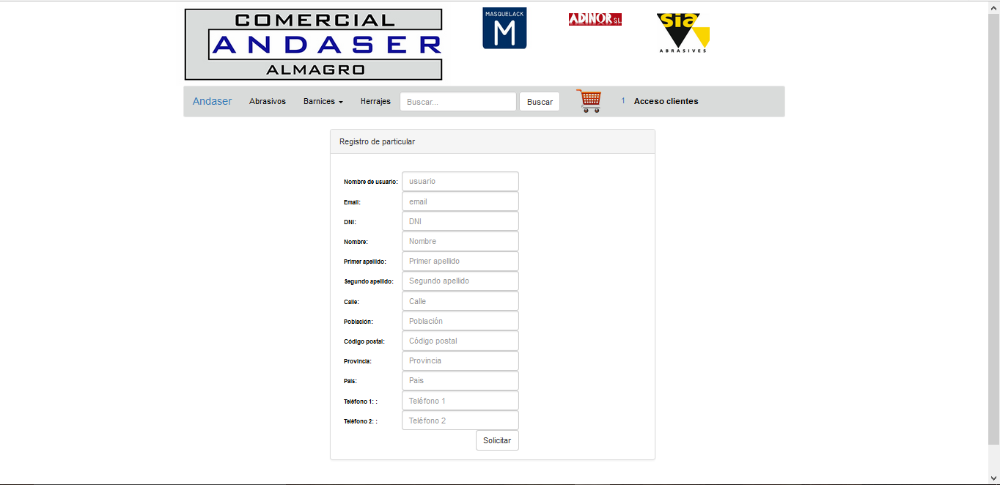 COMERCIAL
ANDASER
ALMAGRO
MASQUELACK
M
ADINOR SL
sia
ABRASIVES
Andaser Abrasivos Barnices Herrajes Buscar... Buscar 1 Acceso clientes
Registro de particular
Nombre de usuario: usuario
Email: email
DNI: DNI
Nombre: Nombre
Primer apellido: Primer apellido
Segundo apellido: Segundo apellido
Calle: Calle
Población: Población
Código postal: Código postal
Provincia: Provincia
Pais: Pais
Teléfono 1: : Teléfono 1
Teléfono 2: : Teléfono 2
Solicitar